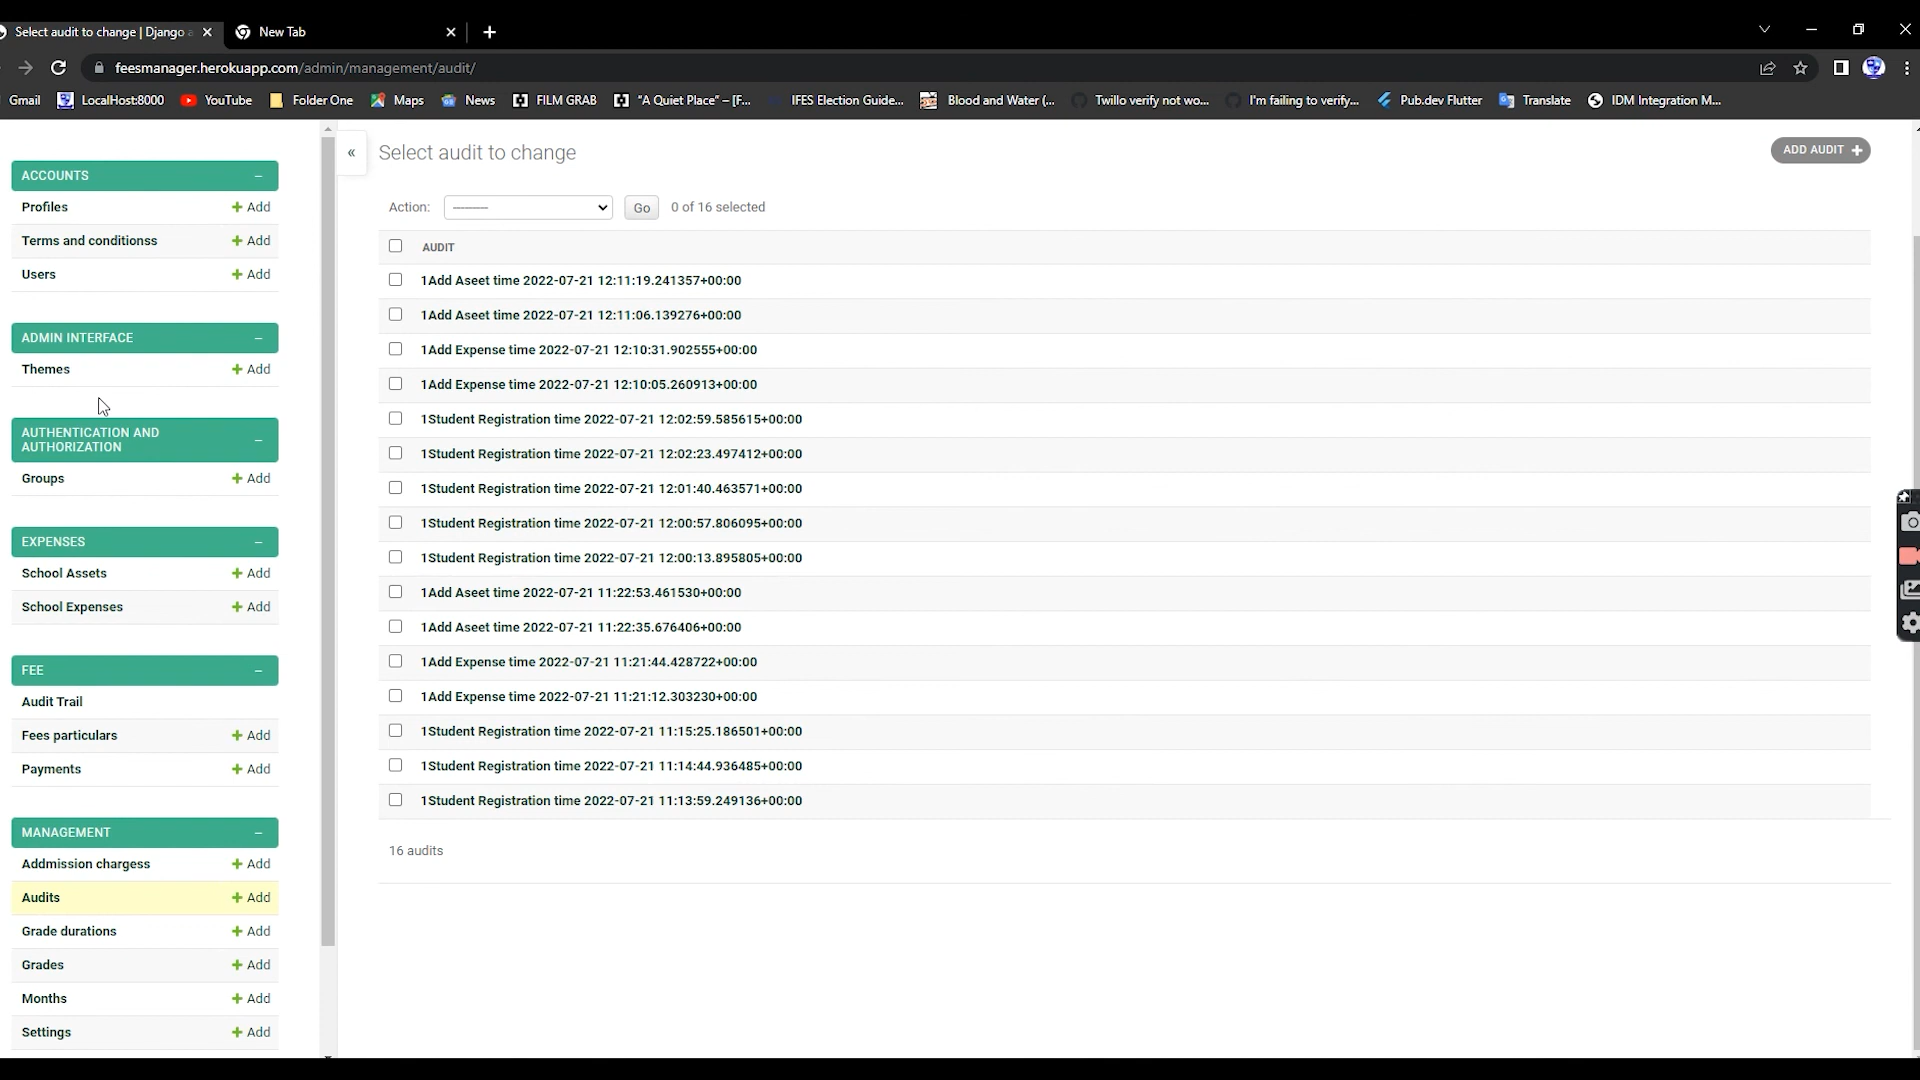 Select audit to change | Django a
New Tab
feesmanager.herokuapp.com/admin/management/audit/
Gmail
LocalHost:8000
YouTube
Folder One
Maps
News
FILM GRAB
"A Quiet Place" – [F...
IFES Election Guide...
Blood and Water (...
Twillo verify not wo...
I'm failing to verify...
Pub.dev Flutter
Translate
IDM Integration M...
ACCOUNTS
Profiles + Add
Terms and conditionss + Add
Users + Add
ADMIN INTERFACE
Themes + Add
AUTHENTICATION AND
AUTHORIZATION
Groups + Add
EXPENSES
School Assets + Add
School Expenses + Add
FEE
Audit Trail
Fees particulars + Add
Payments + Add
MANAGEMENT
Addmission chargess + Add
Audits + Add
Grade durations + Add
Grades + Add
Months + Add
Settings + Add
« Select audit to change
ADD AUDIT +
Action: --------- Go 0 of 16 selected
AUDIT
1Add Aseet time 2022-07-21 12:11:19.241357+00:00
1Add Aseet time 2022-07-21 12:11:06.139276+00:00
1Add Expense time 2022-07-21 12:10:31.902555+00:00
1Add Expense time 2022-07-21 12:10:05.260913+00:00
1Student Registration time 2022-07-21 12:02:59.585615+00:00
1Student Registration time 2022-07-21 12:02:23.497412+00:00
1Student Registration time 2022-07-21 12:01:40.463571+00:00
1Student Registration time 2022-07-21 12:00:57.806095+00:00
1Student Registration time 2022-07-21 12:00:13.895805+00:00
1Add Aseet time 2022-07-21 11:22:53.461530+00:00
1Add Aseet time 2022-07-21 11:22:35.676406+00:00
1Add Expense time 2022-07-21 11:21:44.428722+00:00
1Add Expense time 2022-07-21 11:21:12.303230+00:00
1Student Registration time 2022-07-21 11:15:25.186501+00:00
1Student Registration time 2022-07-21 11:14:44.936485+00:00
1Student Registration time 2022-07-21 11:13:59.249136+00:00
16 audits